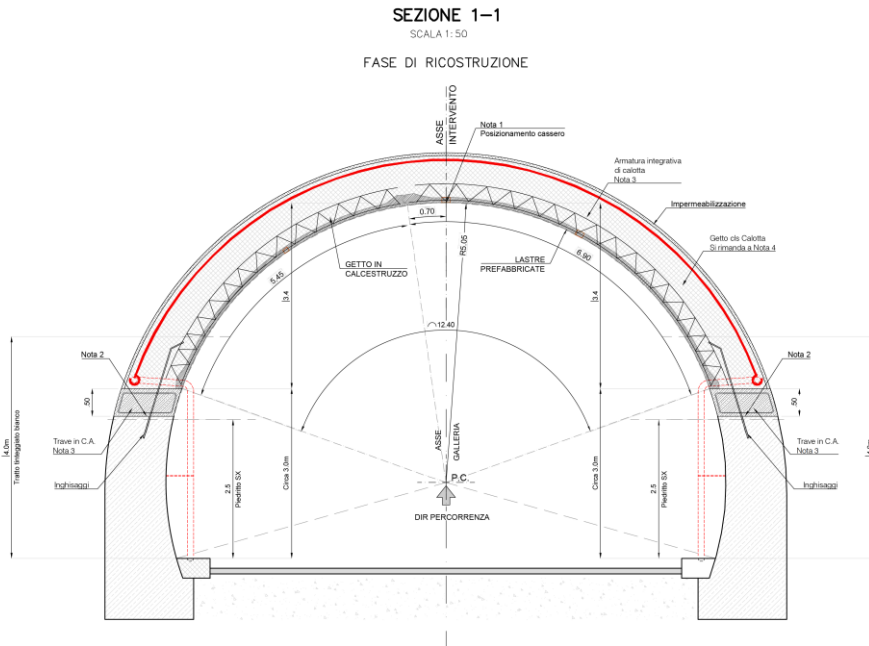 SEZIONE 1-1
SCALA 1:50
FASE DI RICOSTRUZIONE
ASSE
INTERVENTO
Nota 1
Posizionamento cassero
Armatura integrativa
di calotta
Nota 3
Impermeabilizzazione
0.70
R5.05
GETTO IN
CALCESTRUZZO
LASTRE
PREFABBRICATE
Getto cls Calotta
Si rimanda a Nota 4
5.45
6.90
3.4
3.4
12.40
Nota 2
Nota 2
.50
.50
4.0m
Tratto tinteggiato bianco
Trave in C.A.
Nota 3
Trave in C.A.
Nota 3
Inghisaggi
Inghisaggi
2.5
Piedritto SX
Circa 3.0m
ASSE
GALLERIA
P.C.
DIR PERCORRENZA
Circa 3.0m
2.5
Piedritto SX